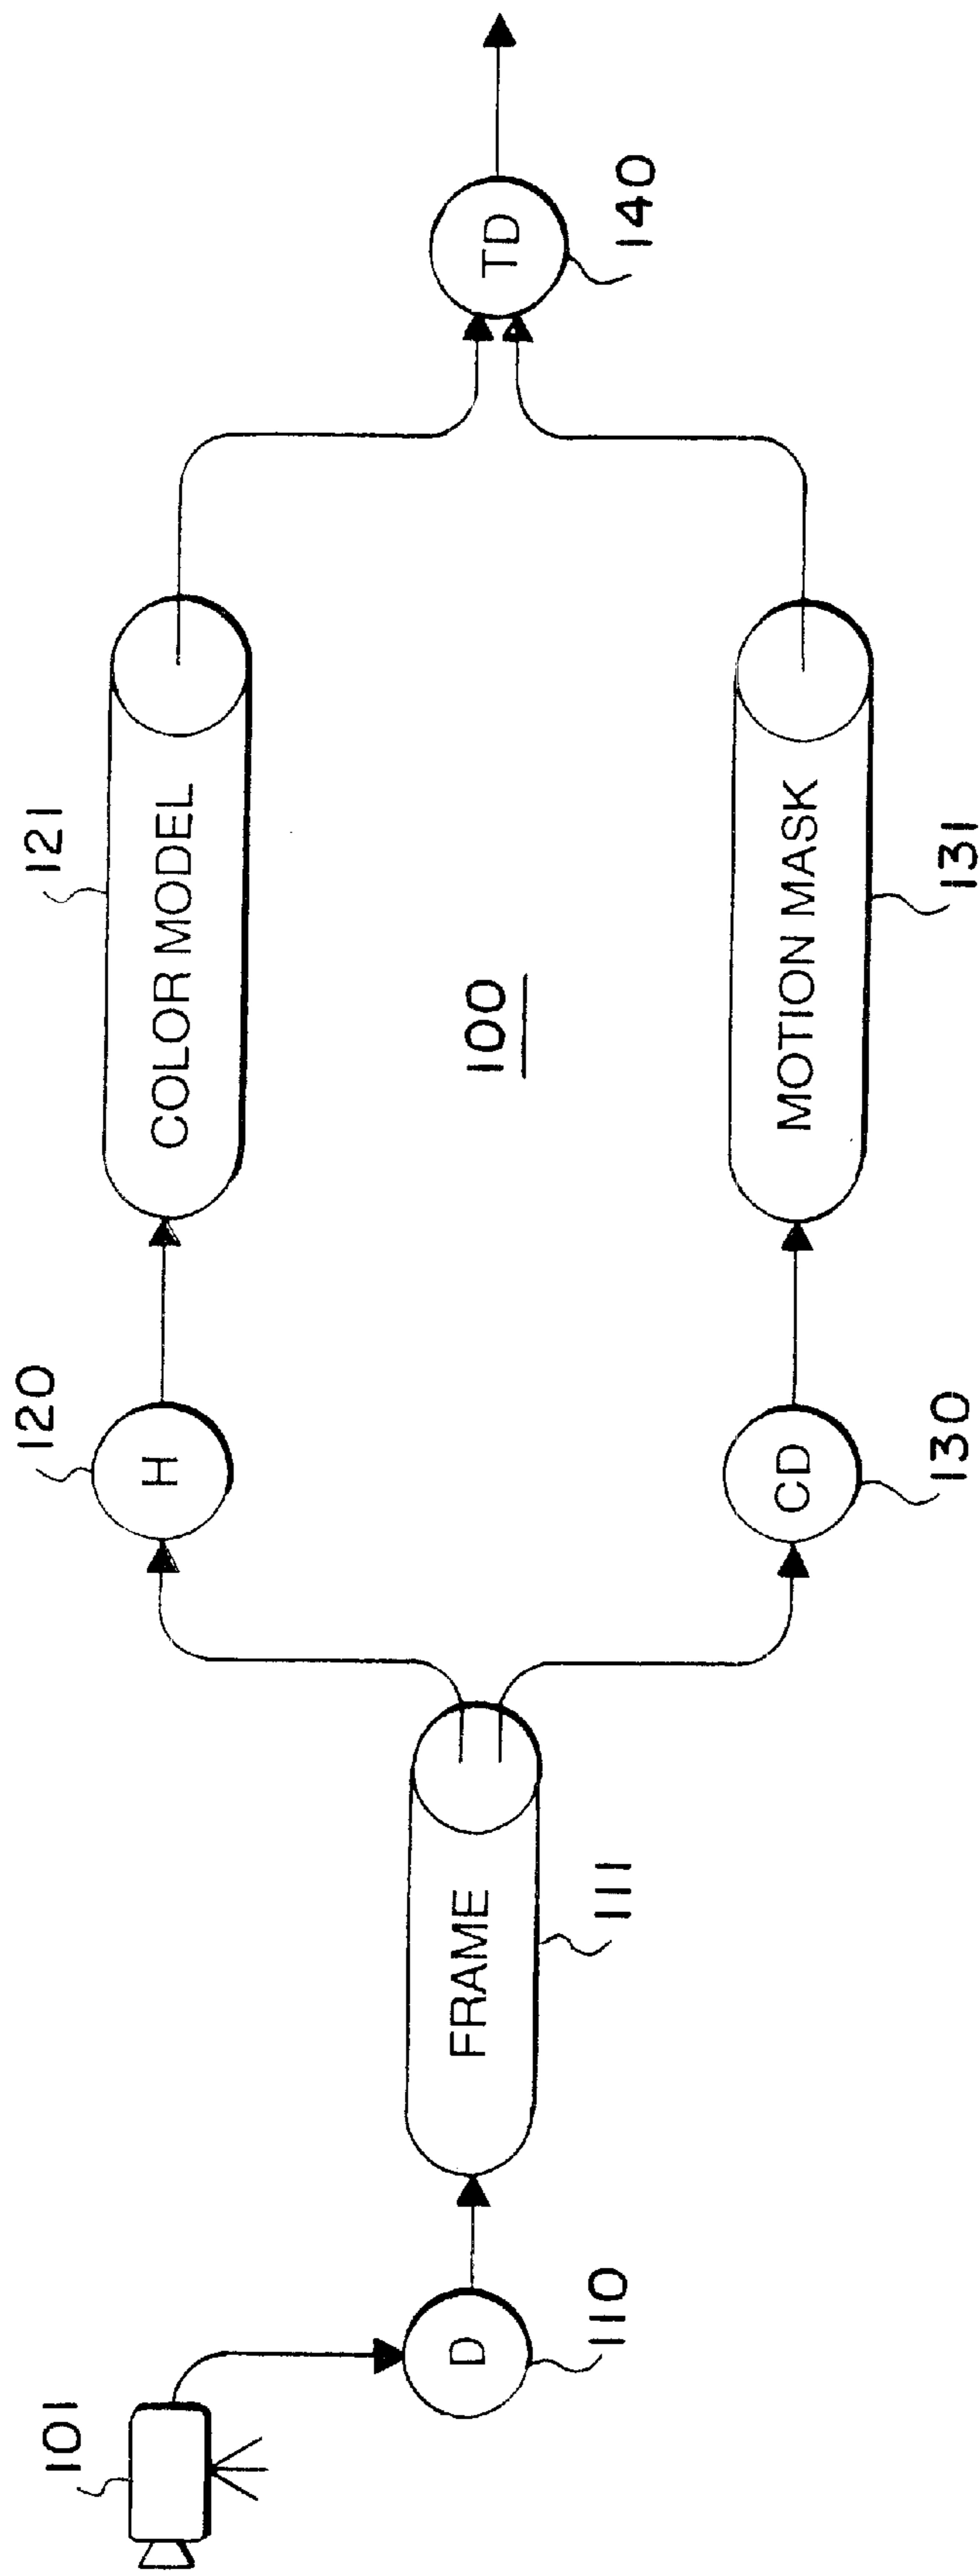 101
D
110
FRAME
111
H
120
CD
130
COLOR MODEL
121
100
MOTION MASK
131
TD
140